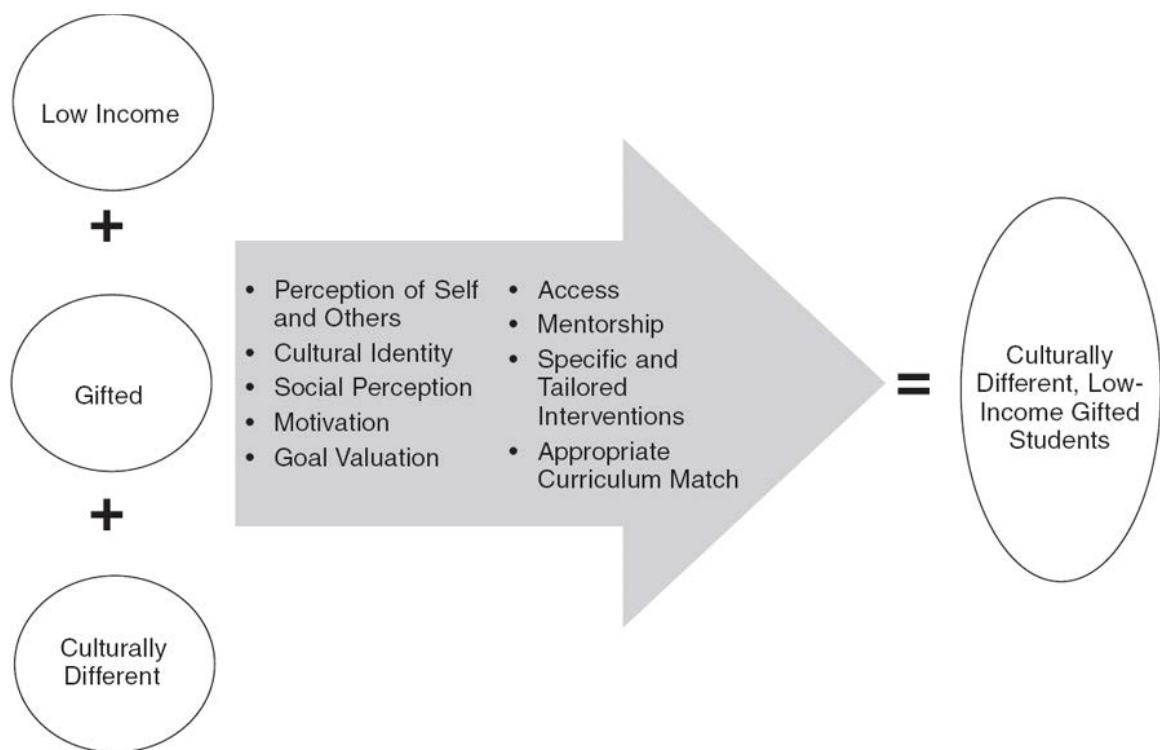 Low Income
+
Gifted
+
Culturally
Different
• Perception of Self
and Others
• Cultural Identity
• Social Perception
• Motivation
• Goal Valuation
• Access
• Mentorship
• Specific and
Tailored
Interventions
• Appropriate
Curriculum Match
=
Culturally
Different, Low-
Income Gifted
Students